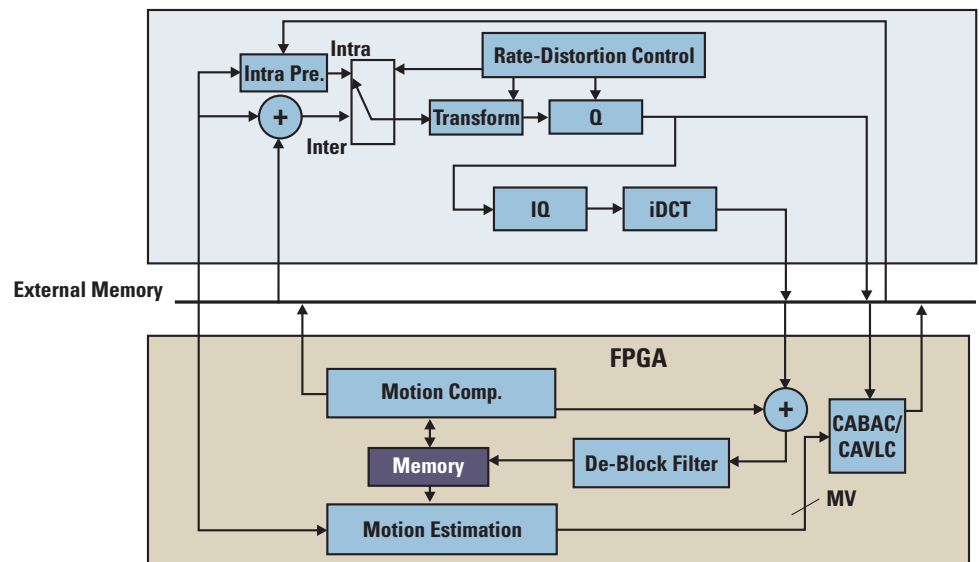 Intra
Rate-Distortion Control
Intra Pre.
+
Transform
Q
Inter
IQ
iDCT
External Memory
FPGA
Motion Comp.
+
CABAC/
CAVLC
Memory
De-Block Filter
MV
Motion Estimation